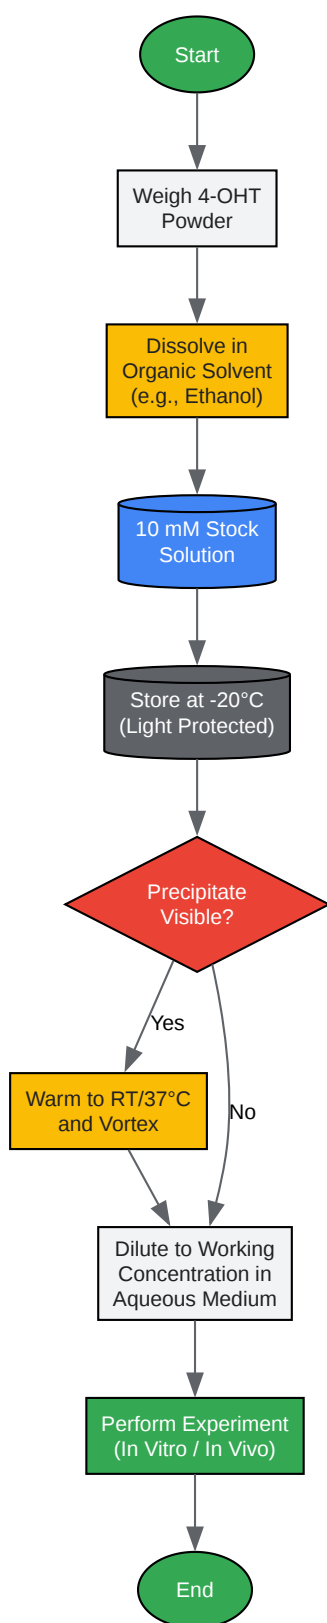 Start
Weigh 4-OHT
Powder
Dissolve in
Organic Solvent
(e.g., Ethanol)
10 mM Stock
Solution
Store at -20°C
(Light Protected)
Precipitate
Visible?
Yes
Warm to RT/37°C
and Vortex
No
Dilute to Working
Concentration in
Aqueous Medium
Perform Experiment
(In Vitro / In Vivo)
End